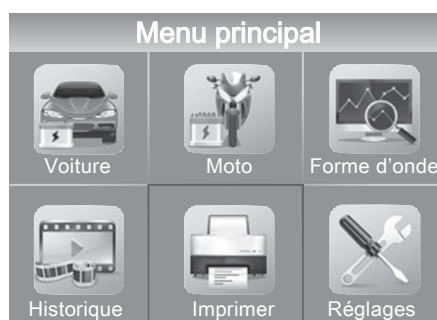 Menu principal
Voiture
Moto
Forme d'onde
Historique
Imprimer
Réglages